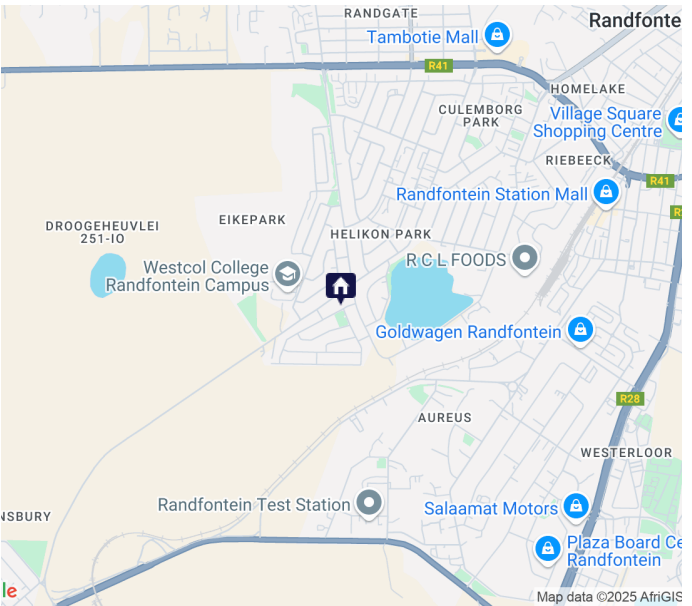 RANDGATE
Randfonte
Tambotie Mall
R41
HOMELAKE
CULEMBORG
PARK
Village Square
Shopping Centre
RIEBEECK
R41
Randfontein Station Mall
R
EIKEPARK
DROOGEHEUVLEI
251-IO
HELIKON PARK
R C L FOODS
Westcol College
Randfontein Campus
Goldwagen Randfontein
R28
AUREUS
WESTERLOOR
Randfontein Test Station
Salaamat Motors
NSBURY
Plaza Board Ce
Randfontein
le
Map data ©2025 AfriGIS